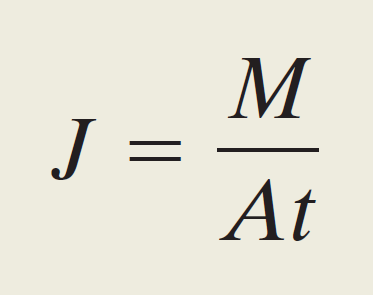 J = M / At